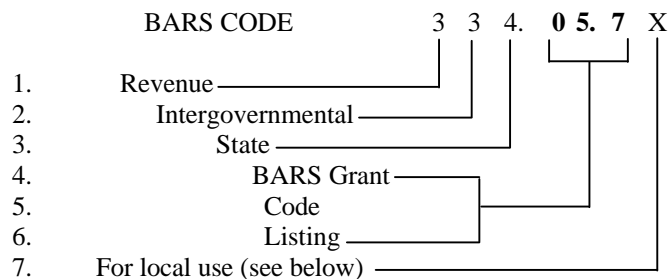 BARS CODE 3 3 4. 0 5. 7 X
1. Revenue
2. Intergovernmental
3. State
4. BARS Grant
5. Code
6. Listing
7. For local use (see below)